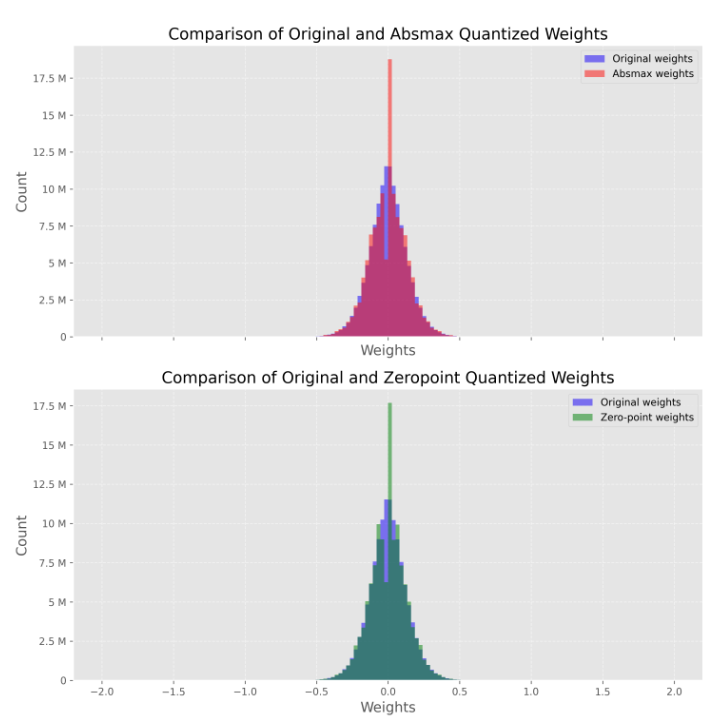 Comparison of Original and Absmax Quantized Weights
Original weights
Absmax weights
17.5 M
15 M
12.5 M
10 M
7.5 M
5 M
2.5 M
0
Count
Weights
Comparison of Original and Zeropoint Quantized Weights
Original weights
Zero-point weights
17.5 M
15 M
12.5 M
10 M
7.5 M
5 M
2.5 M
0
Count
−2.0 −1.5 −1.0 −0.5 0.0 0.5 1.0 1.5 2.0
Weights